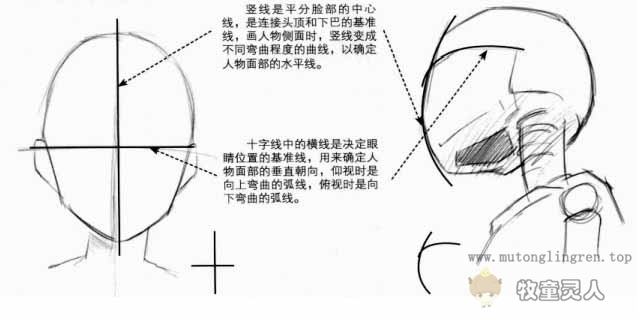 竖线是平分脸部的中心
线，是连接头顶和下巴的基准
线，画人物侧面时，竖线变成
不同弯曲程度的曲线，以确定
人物面部的水平线。
十字线中的横线是决定眼
睛位置的基准线，用来确定人
物面部的垂直朝向，仰视时是
向上弯曲的弧线，俯视时是向
下弯曲的弧线。
www.mutonglingren.top
牧童灵人